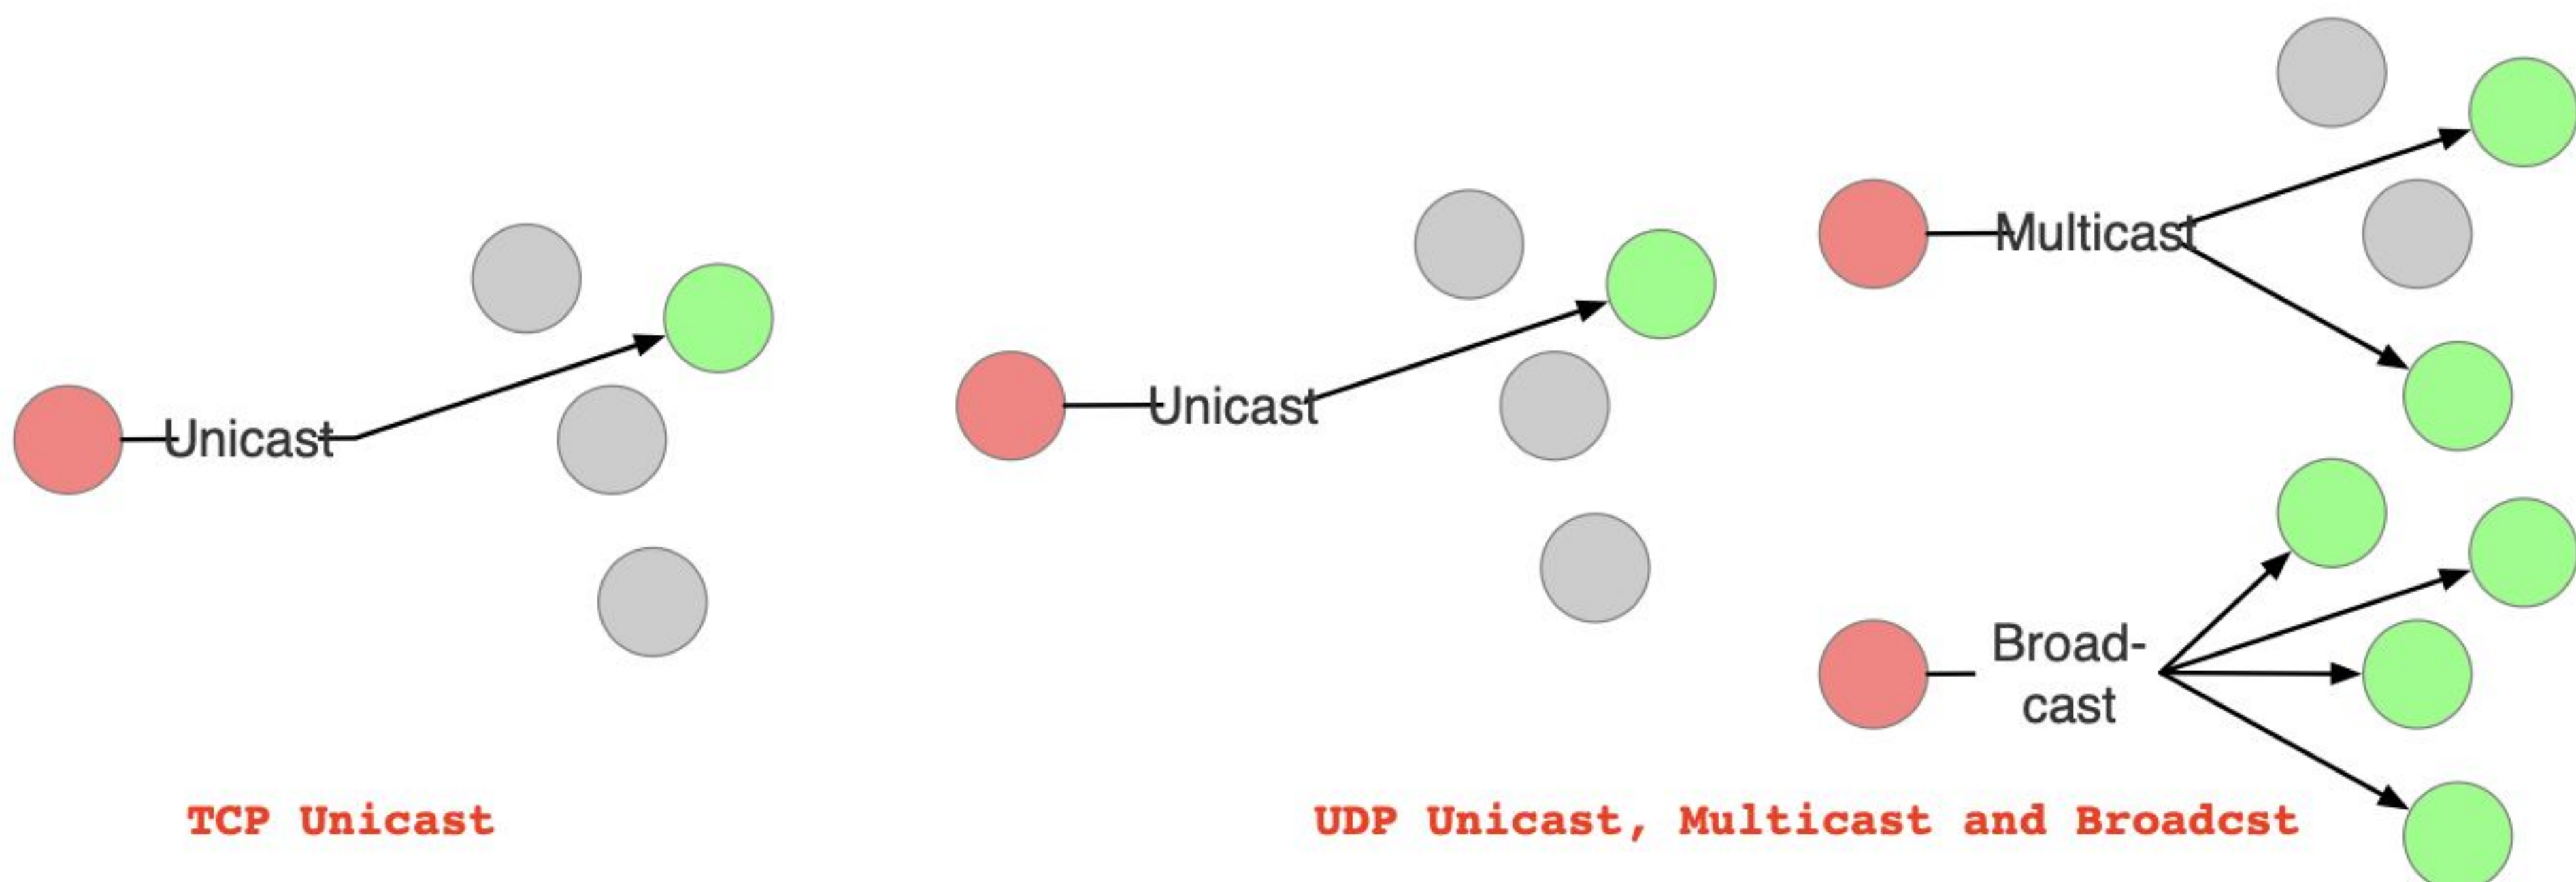 Unicast
Unicast
Multicast
Broad-
cast
TCP Unicast
UDP Unicast, Multicast and Broadcst